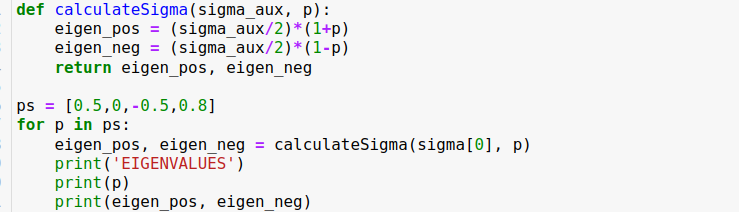 def calculateSigma(sigma_aux, p):
    eigen_pos = (sigma_aux/2)*(1+p)
    eigen_neg = (sigma_aux/2)*(1-p)
    return eigen_pos, eigen_neg
ps = [0.5,0,-0.5,0.8]
for p in ps:
    eigen_pos, eigen_neg = calculateSigma(sigma[0], p)
    print('EIGENVALUES')
    print(p)
    print(eigen_pos, eigen_neg)